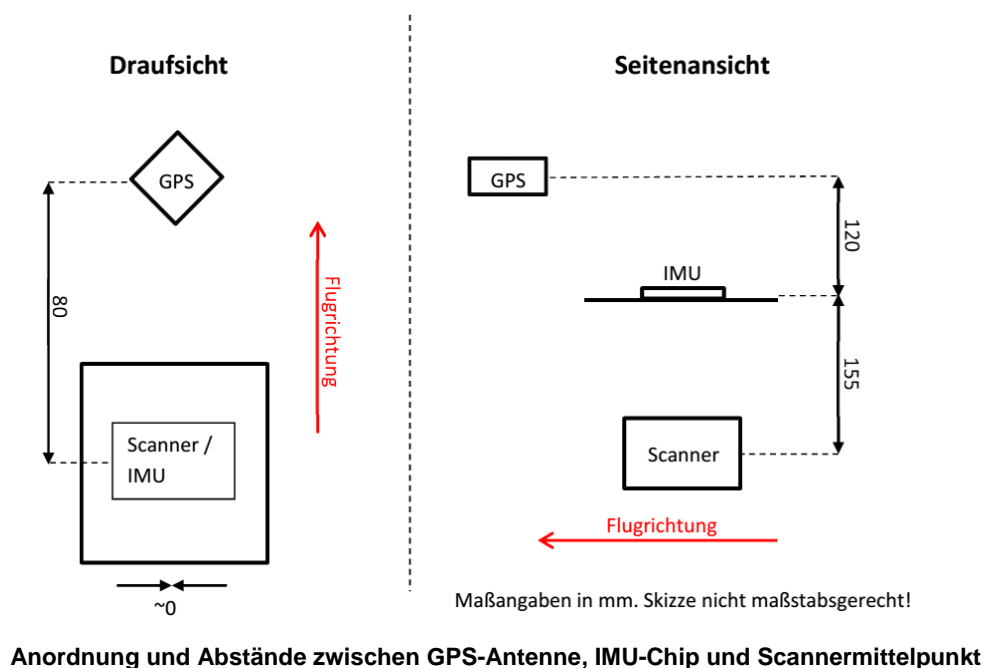 Draufsicht
GPS
80
Flugrichtung
Scanner /
IMU
~0
Seitenansicht
GPS
120
IMU
155
Scanner
Flugrichtung
Maßangaben in mm. Skizze nicht maßstabsgerecht!
Anordnung und Abstände zwischen GPS-Antenne, IMU-Chip und Scannermittelpunkt